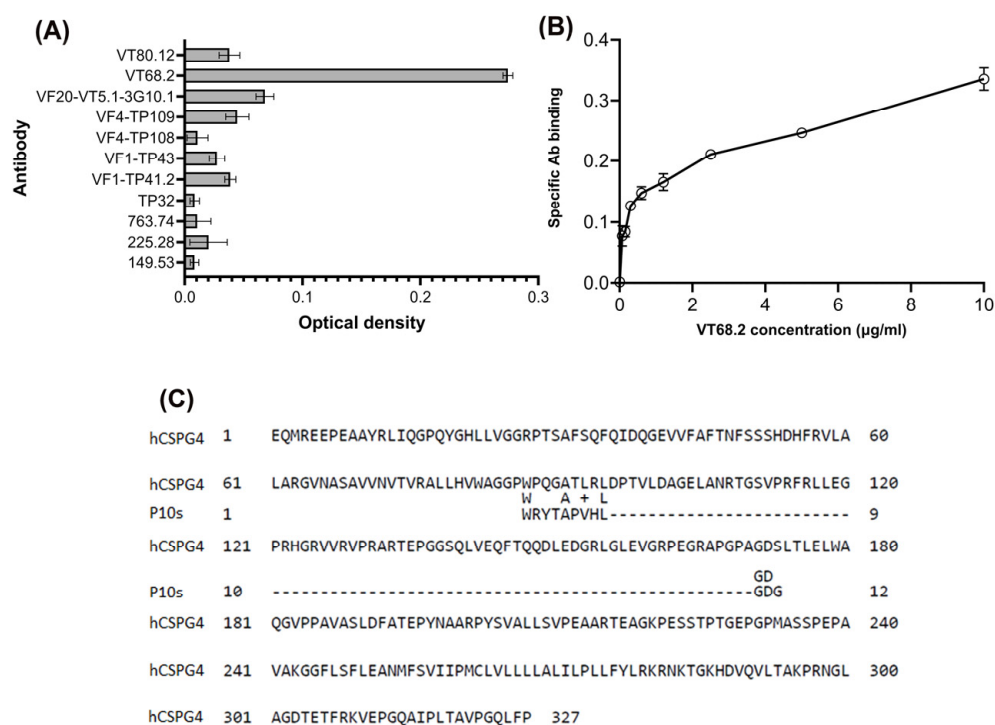 (A)
Antibody
VT80.12
VT68.2
VF20-VT5.1-3G10.1
VF4-TP109
VF4-TP108
VF1-TP43
VF1-TP41.2
TP32
763.74
225.28
149.53
0.0 0.1 0.2 0.3
Optical density
(B)
Specific Ab binding
0.4
0.3
0.2
0.1
0.0
0 2 4 6 8 10
VT68.2 concentration (µg/ml)
(C)
hCSPG4 1 EQMREEPEAAYRLIQGPQYGHLLVGGRPTSAFSQFQIDQGEVVFAFTNFSSSHDHFRVLA 60
hCSPG4 61 LARGVNASAVVNVTVRALLHVWAGGPWPQGATLRLDPTVLDAGELANRTGSVPRFRLLEG 120
W A + L
P10s 1 WRYTAPVHL------------------------- 9
hCSPG4 121 PRHGRVVRVPRARTEPGGSQLVEQFTQQDLEDGRLGLEVGRPEGRAPGPAGDSLTLELWA 180
GD
P10s 10 --------------------------------------------------GDG 12
hCSPG4 181 QGVPPAVASLDFATEPYNAARPYSVALLSVPEAARTEAGKPESSTPTGEPGPMASSPEPA 240
hCSPG4 241 VAKGGFLSFLEANMFSVIIPMCLVLLLLALILPLLFYLRKRNKTGKHDVQVLTAKPRNGL 300
hCSPG4 301 AGDTETFRKVEPGQAIPLTAVPGQLFP 327